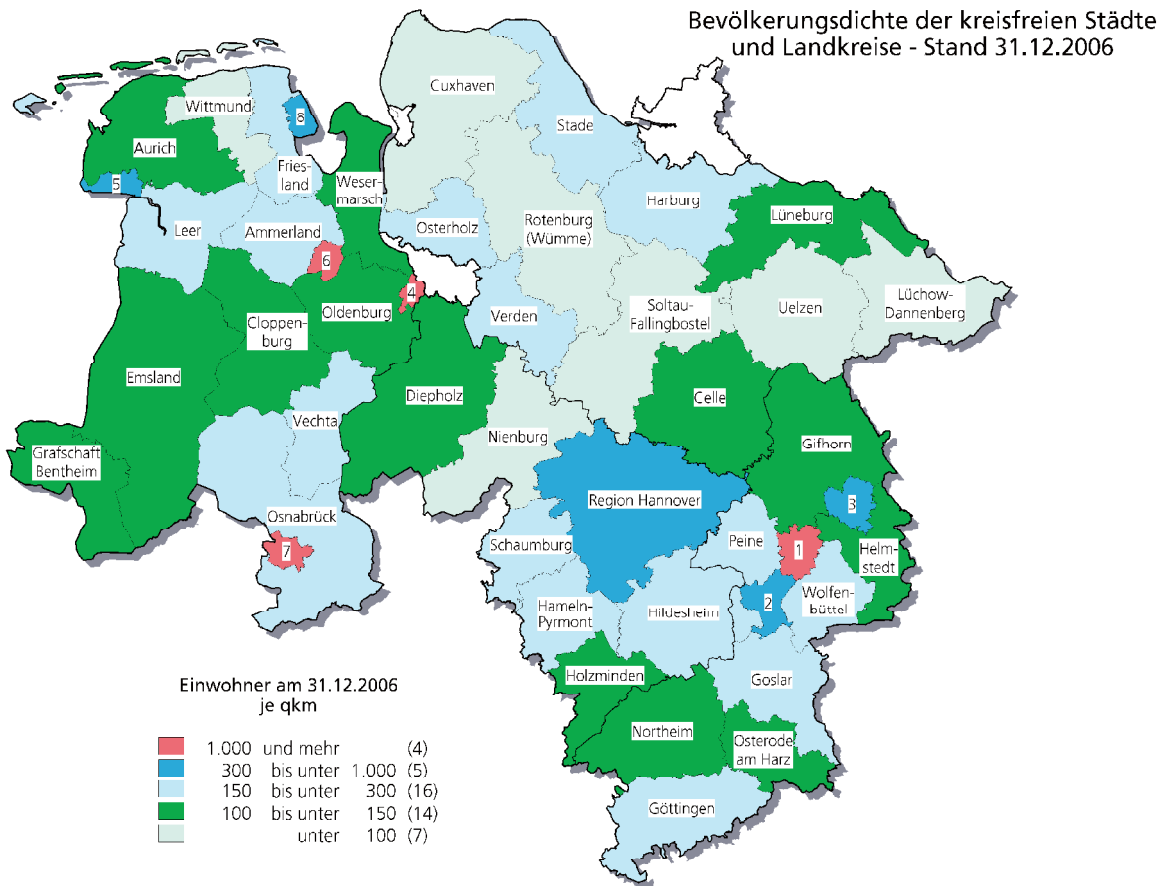 Bevölkerungsdichte der kreisfreien Städte
und Landkreise - Stand 31.12.2006
Cuxhaven
Wittmund
8
Stade
Aurich
Fries-
land
5
Weser-
marsch
Harburg
Lüneburg
Leer
Ammerland
Osterholz
Rotenburg
(Wümme)
6
4
Oldenburg
Verden
Soltau-
Fallingbostel
Uelzen
Lüchow-
Dannenberg
Cloppen-
burg
Emsland
Diepholz
Celle
Vechta
Nienburg
Gifhorn
Grafschaft
Bentheim
Region Hannover
3
Osnabrück
7
Schaumburg
Peine
1
Helm-
stedt
Hameln-
Pyrmont
Hildesheim
2
Wolfen-
büttel
Holzminden
Goslar
Northeim
Osterode
am Harz
Göttingen
Einwohner am 31.12.2006
je qkm
1.000 und mehr (4)
300 bis unter 1.000 (5)
150 bis unter 300 (16)
100 bis unter 150 (14)
unter 100 (7)